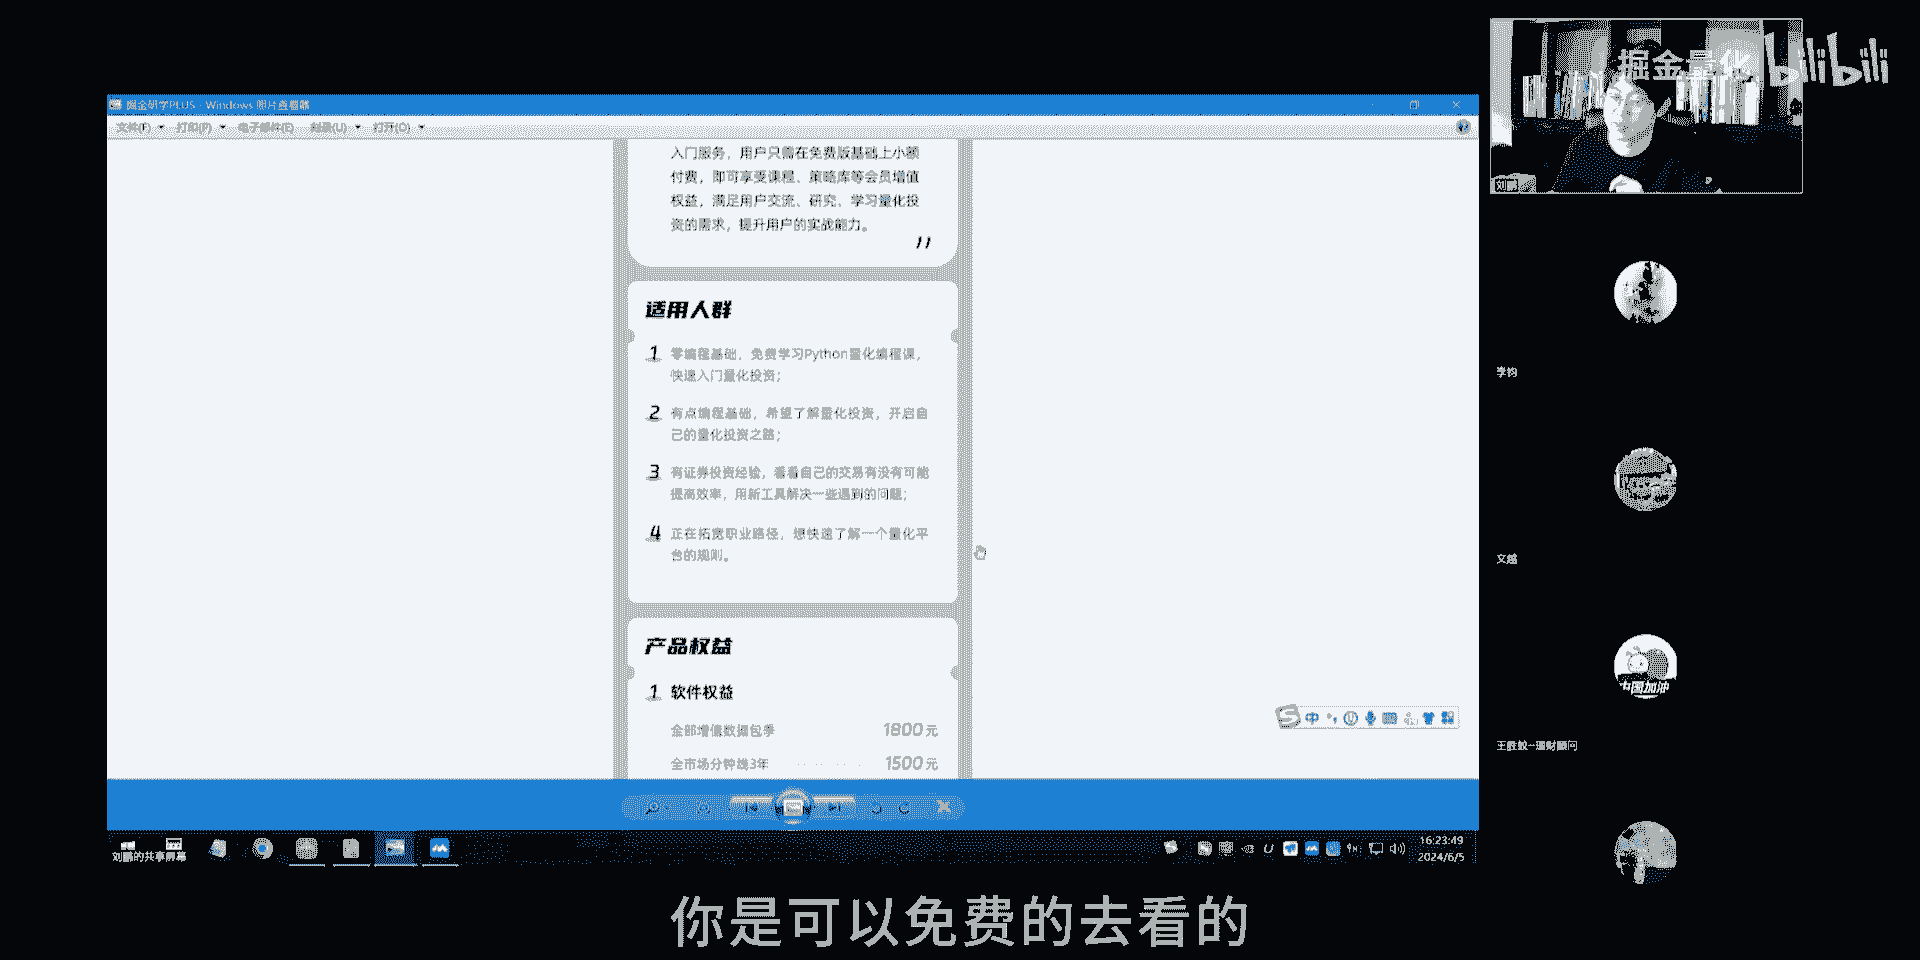 掘金量化 bilibili
掘金研学PLUS - Windows 照片查看器
文件(F) 打印(P) 电子邮件(E) 刻录(U) 打开(O)
入门服务，用户只需在免费版基础上小额
付费，即可享受课程、策略库等会员增值
权益，满足用户交流、研究、学习量化投
资的需求，提升用户的实战能力。
适用人群
1 零编程基础，免费学习Python量化编程课，
快速入门量化投资；
2 有点编程基础，希望了解量化投资，开启自
己的量化投资之路；
3 有证券投资经验，看看自己的交易有没有可能
提高效率，用新工具解决一些遇到的问题；
4 正在拓宽职业路径，想快速了解一个量化平
台的规则。
产品权益
1 软件权益
全部增值数据包季 1800元
全市场分钟线3年 1500元
中
李钧
文越
中国加油
刘鹏的共享屏幕
16:23:49
2024/6/5
你是可以免费的去看的